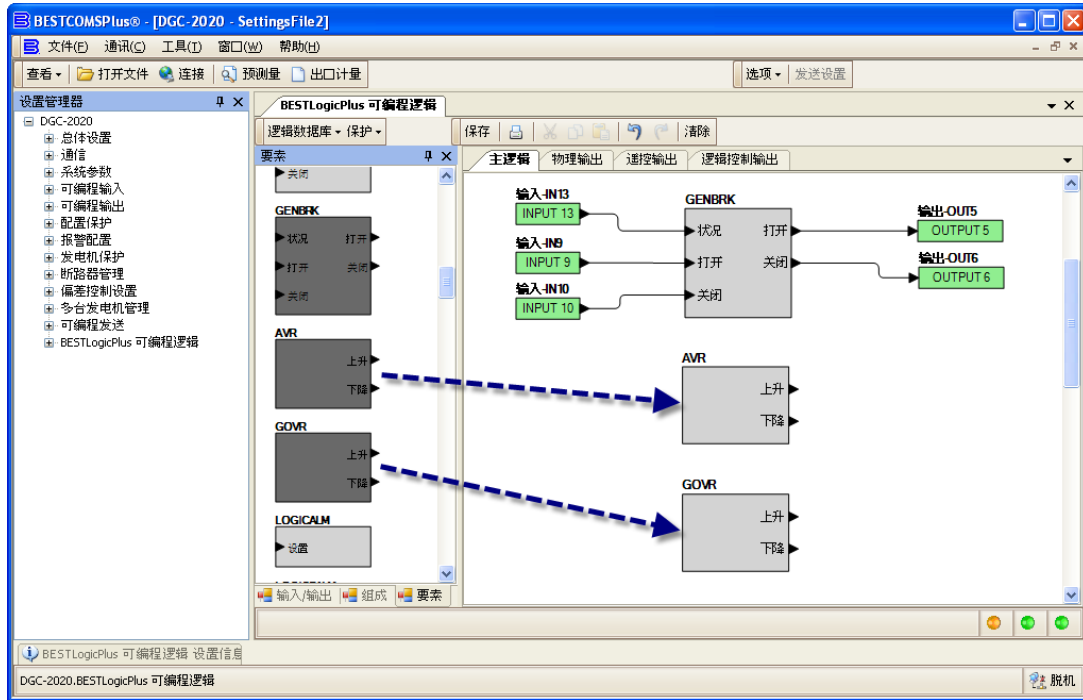 BESTCOMSPlus® - [DGC-2020 - SettingsFile2]
文件(F) 通讯(C) 工具(T) 窗口(W) 帮助(H)
查看 打开文件 连接 预测量 出口计量 选项 发送设置
设置管理器
DGC-2020
总体设置
通信
系统参数
可编程输入
可编程输出
配置保护
报警配置
发电机保护
断路器管理
偏差控制设置
多台发电机管理
可编程发送
BESTLogicPlus 可编程逻辑
BESTLogicPlus 可编程逻辑
逻辑数据库 保护
保存 清除
要素
关闭
GENBRK
状况 打开
打开 关闭
关闭
AVR
上升
下降
GOVR
上升
下降
LOGICALM
设置
输入/输出 组成 要素
主逻辑 物理输出 遥控输出 逻辑控制输出
输入-IN13
INPUT 13
输入-IN9
INPUT 9
输入-IN10
INPUT 10
GENBRK
状况 打开
打开 关闭
关闭
输出-OUT5
OUTPUT 5
输出-OUT6
OUTPUT 6
AVR
上升
下降
GOVR
上升
下降
BESTLogicPlus 可编程逻辑 设置信息
DGC-2020.BESTLogicPlus 可编程逻辑
脱机